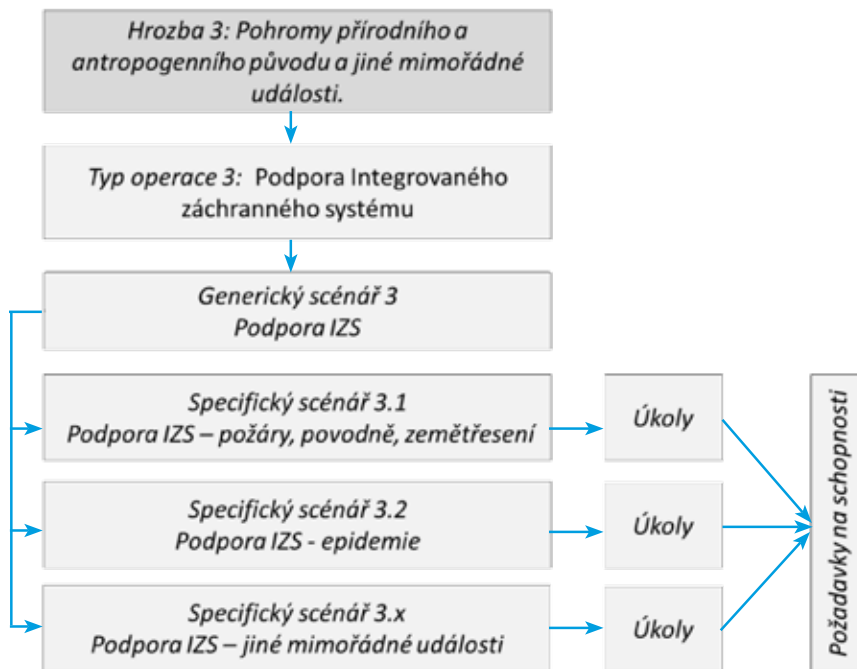 Hrozba 3: Pohromy přírodního a
antropogenního původu a jiné mimořádné
události.
Typ operace 3: Podpora Integrovaného
záchranného systému
Generický scénář 3
Podpora IZS
Specifický scénář 3.1
Podpora IZS – požáry, povodně, zemětřesení
Úkoly
Specifický scénář 3.2
Podpora IZS - epidemie
Úkoly
Specifický scénář 3.x
Podpora IZS – jiné mimořádné události
Úkoly
Požadavky na schopnosti